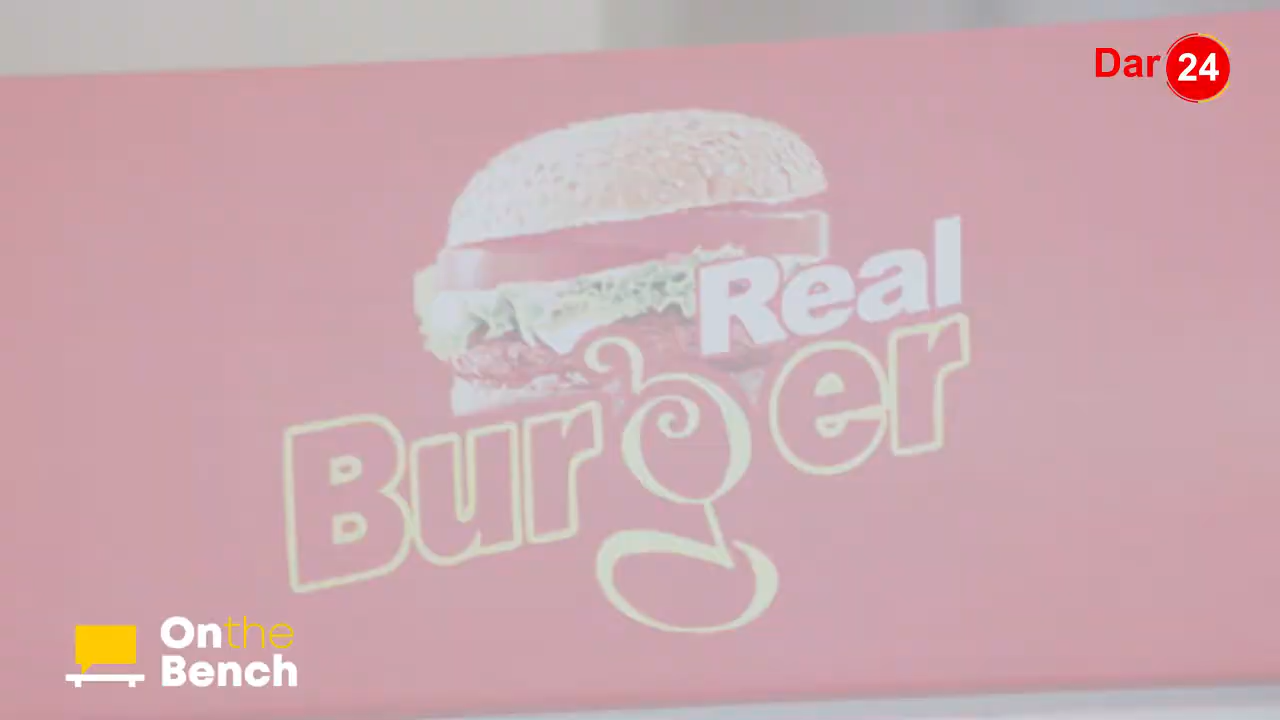 Dar 24
Real
Burger
On the
Bench